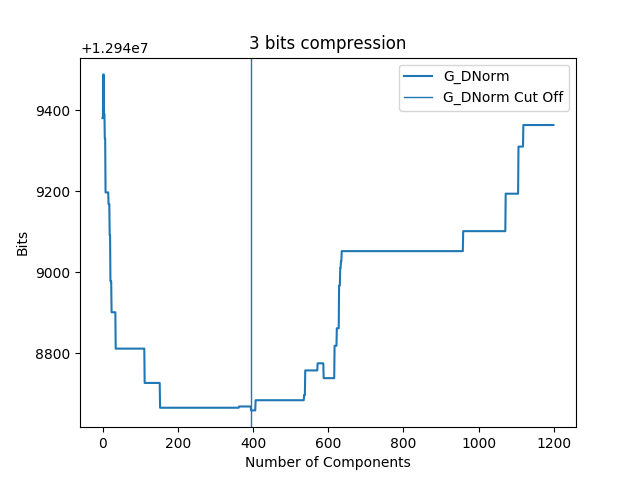 3 bits compression
+1.294e7
G_DNorm
G_DNorm Cut Off
9400
9200
9000
8800
Bits
0 200 400 600 800 1000 1200
Number of Components